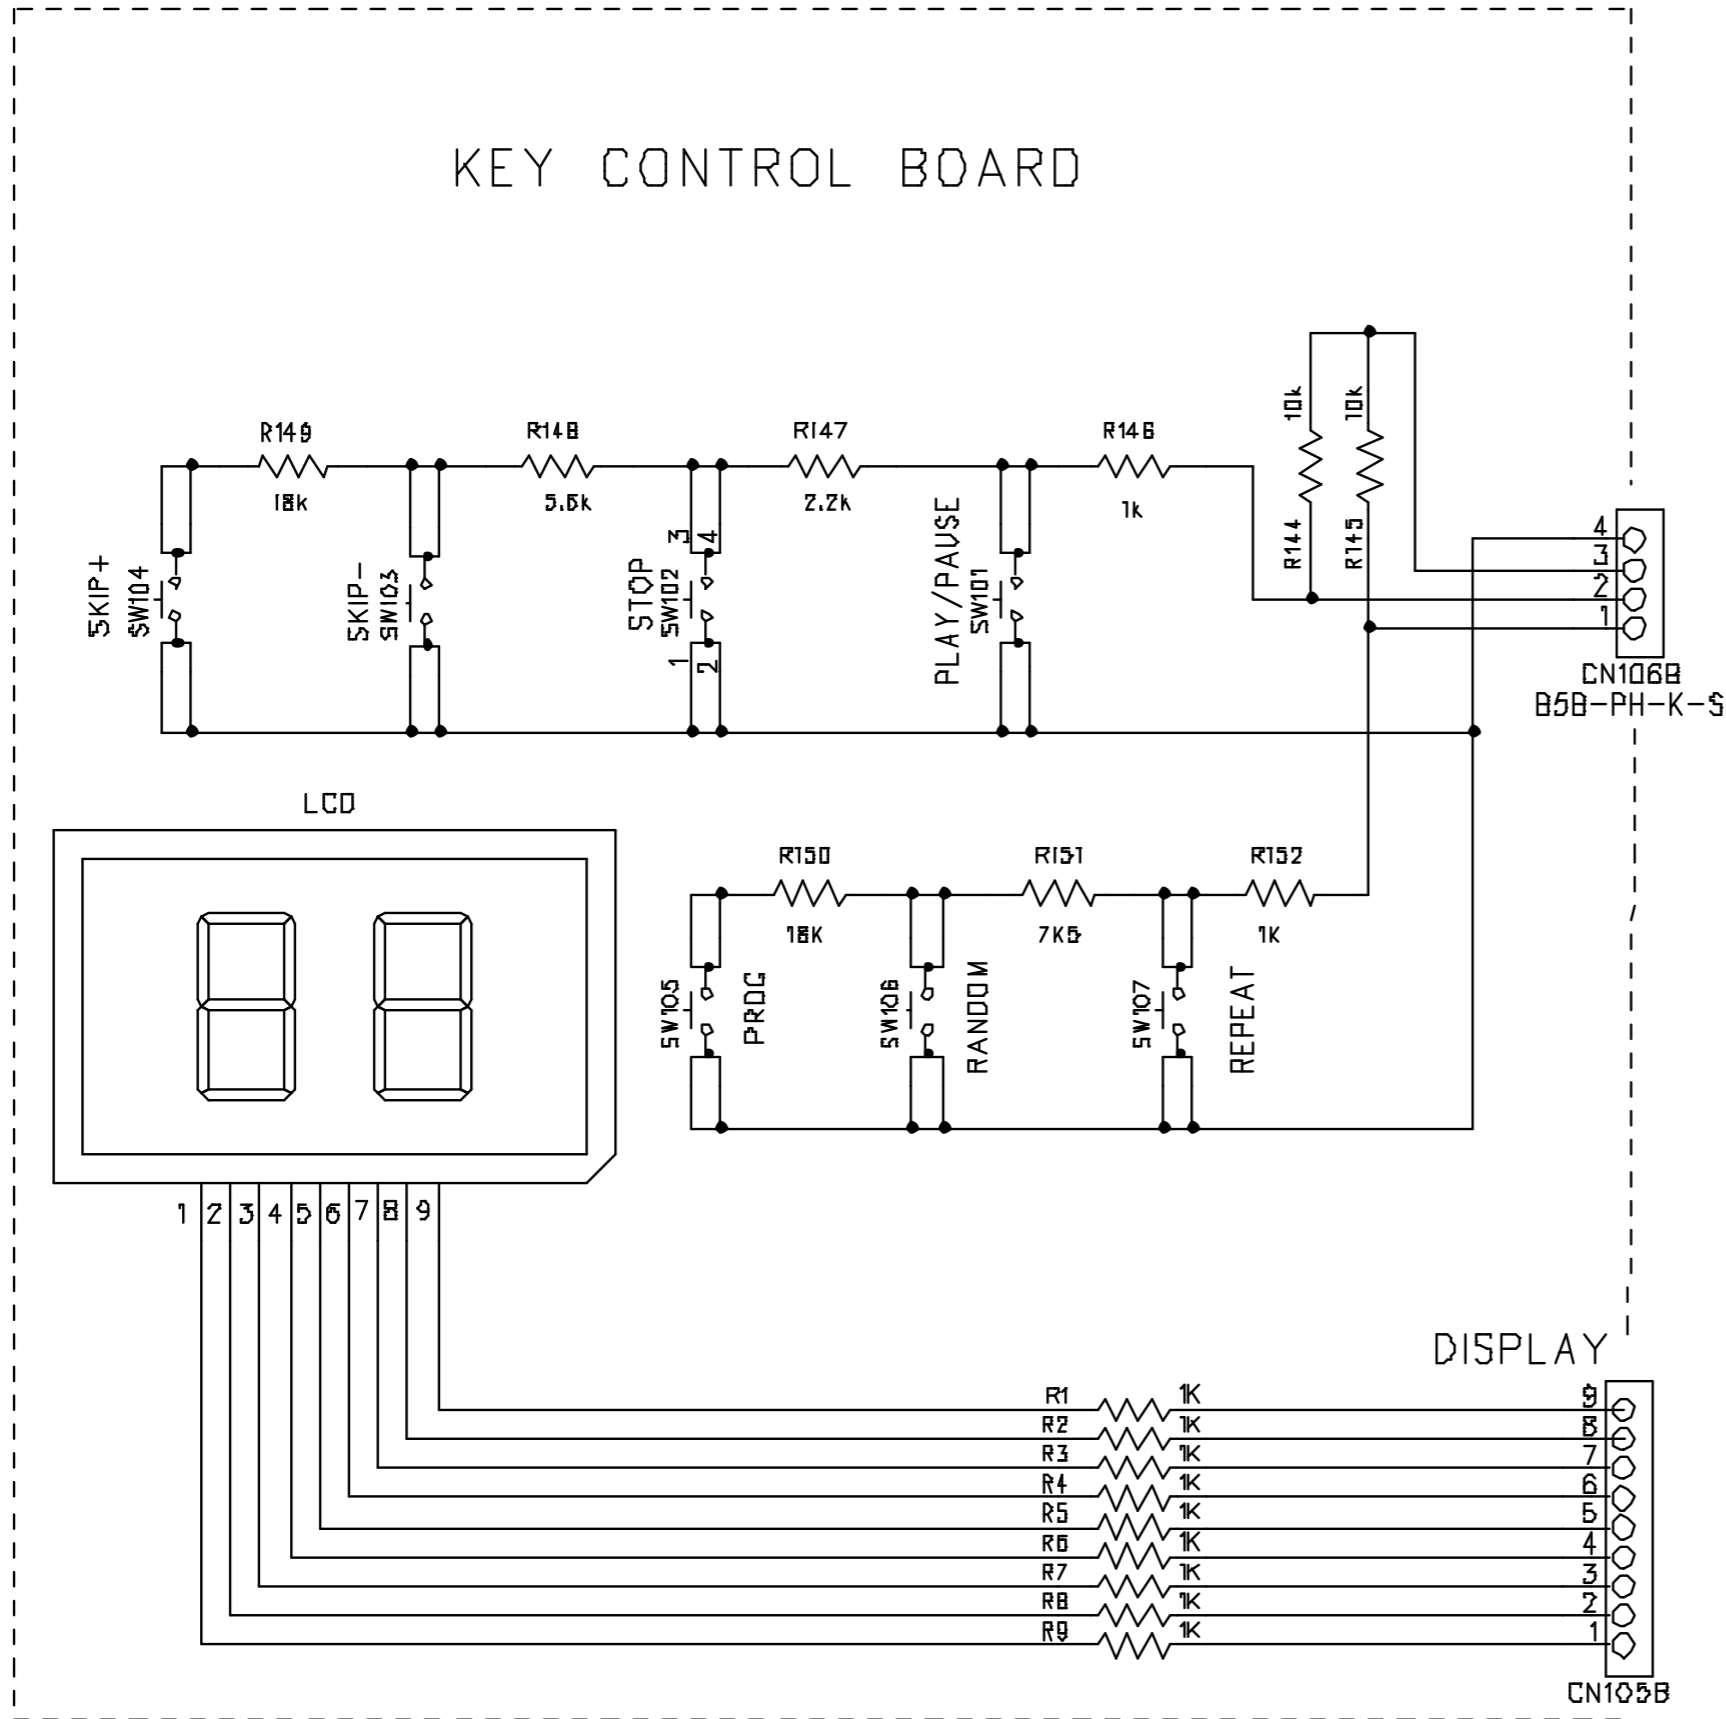 KEY CONTROL BOARD
10k
10k
R149
R148
R147
R146
18k
5.6k
2.2k
1k
R144
R145
SKIP+
SW104
SKIP-
SW103
STOP
SW102
3
4
1
2
PLAY/PAUSE
SW101
4
3
2
1
CN106B
B5B-PH-K-S
LCD
R150
R151
R152
18K
7K5
1K
SW105
PROG
SW106
RANDOM
SW107
REPEAT
1 2 3 4 5 6 7 8 9
DISPLAY
R1 1K 9
R2 1K 8
R3 1K 7
R4 1K 6
R5 1K 5
R6 1K 4
R7 1K 3
R8 1K 2
R9 1K 1
CN105B